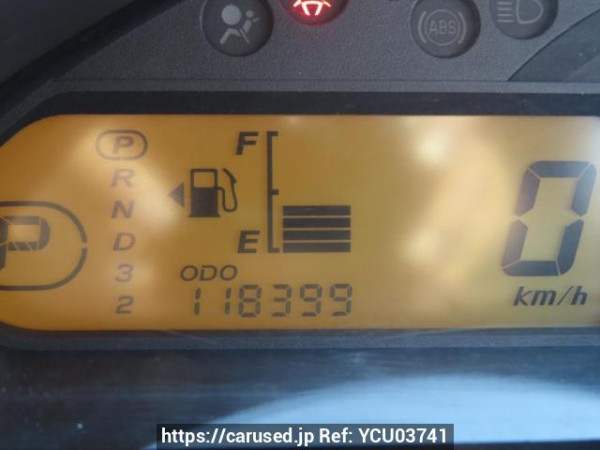 ABS
P
R
N
D
3
2
P
F
E
ODO
118399
0
km/h
https://carused.jp Ref: YCU03741